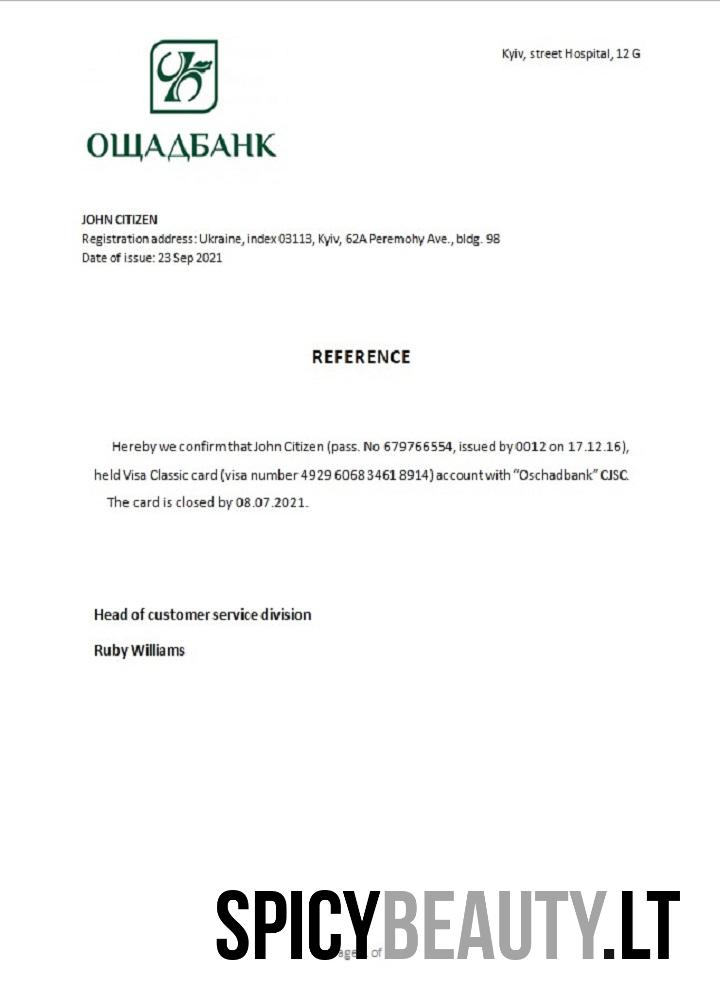 Kyiv, street Hospital, 12 G
ОЩАДБАНК
JOHN CITIZEN
Registration address: Ukraine, index 03113, Kyiv, 62A Peremohy Ave., bldg. 98
Date of issue: 23 Sep 2021
REFERENCE
Hereby we confirm that John Citizen (pass. No 679766554, issued by 0012 on 17.12.16),
held Visa Classic card (visa number 4929 6068 3461 8914) account with “Oschadbank” CJSC.
The card is closed by 08.07.2021.
Head of customer service division
Ruby Williams
SPICYBEAUTY.LT
of